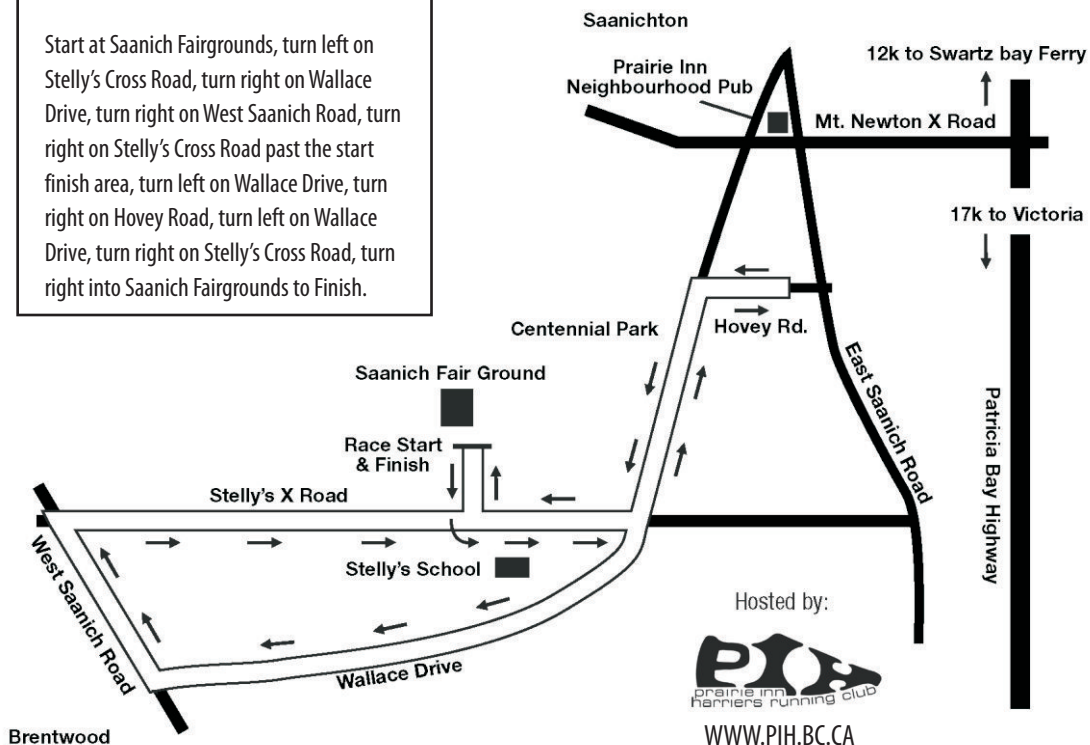 Start at Saanich Fairgrounds, turn left on
Stelly's Cross Road, turn right on Wallace
Drive, turn right on West Saanich Road, turn
right on Stelly's Cross Road past the start
finish area, turn left on Wallace Drive, turn
right on Hovey Road, turn left on Wallace
Drive, turn right on Stelly's Cross Road, turn
right into Saanich Fairgrounds to Finish.
Saanichton
Prairie Inn
Neighbourhood Pub
12k to Swartz bay Ferry
Mt. Newton X Road
17k to Victoria
Centennial Park
Hovey Rd.
East Saanich Road
Patricia Bay Highway
Saanich Fair Ground
Race Start
& Finish
Stelly's X Road
Stelly's School
West Saanich Road
Wallace Drive
Brentwood
Hosted by:
PIH
prairie inn
harriers running club
WWW.PIH.BC.CA